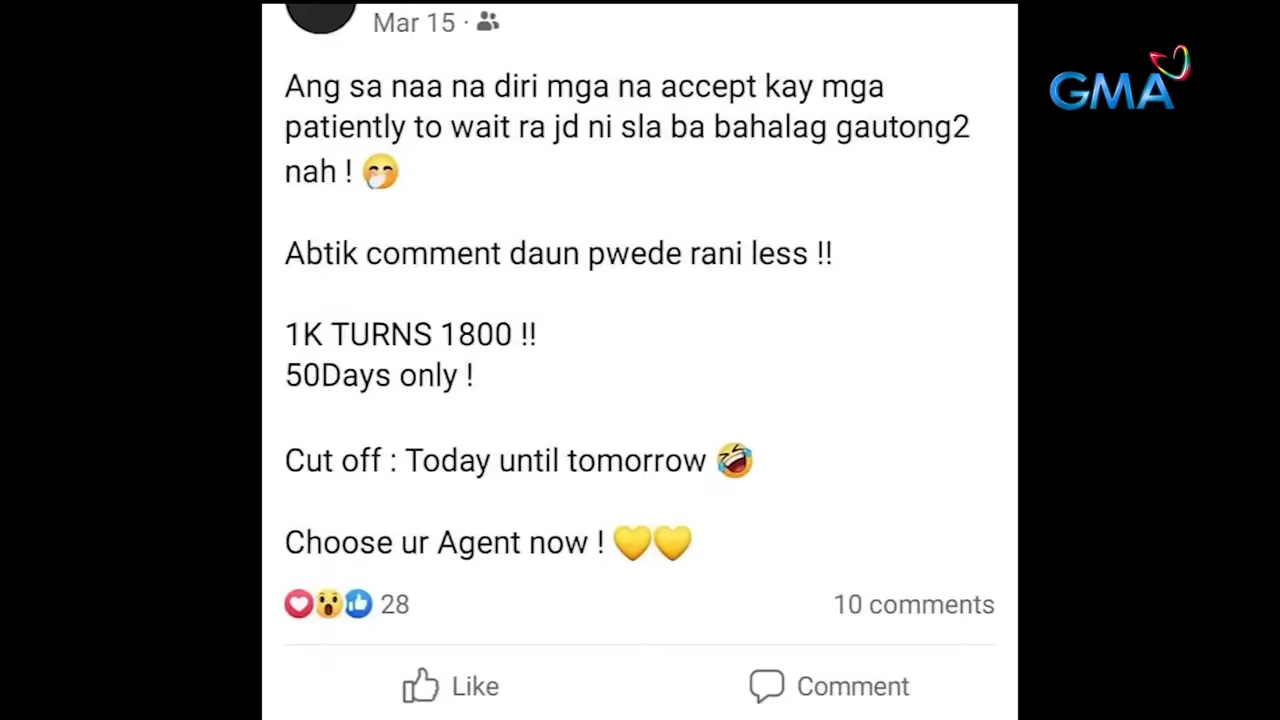 Mar 15 ·
GMA
Ang sa naa na diri mga na accept kay mga
patiently to wait ra jd ni sla ba bahalag gautong2
nah ! 🤭
Abtik comment daun pwede rani less !!
1K TURNS 1800 !!
50Days only !
Cut off : Today until tomorrow 🤣
Choose ur Agent now ! 💛💛
28
10 comments
Like
Comment